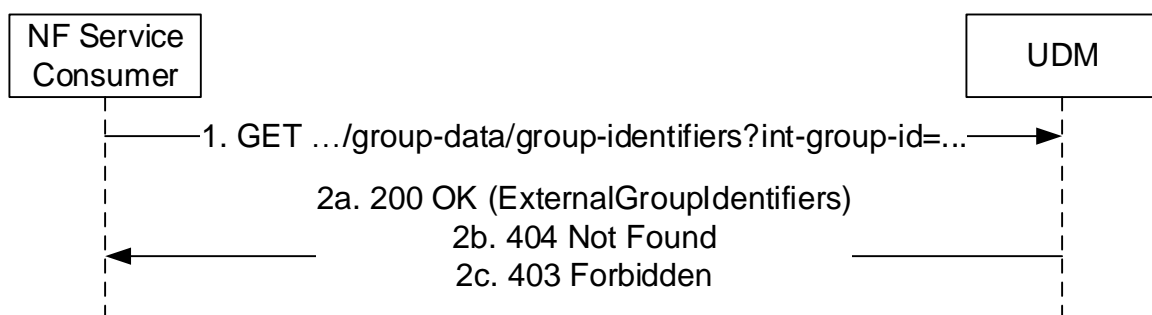 NF Service
Consumer
UDM
1. GET …/group-data/group-identifiers?int-group-id=...
2a. 200 OK (ExternalGroupIdentifiers)
2b. 404 Not Found
2c. 403 Forbidden